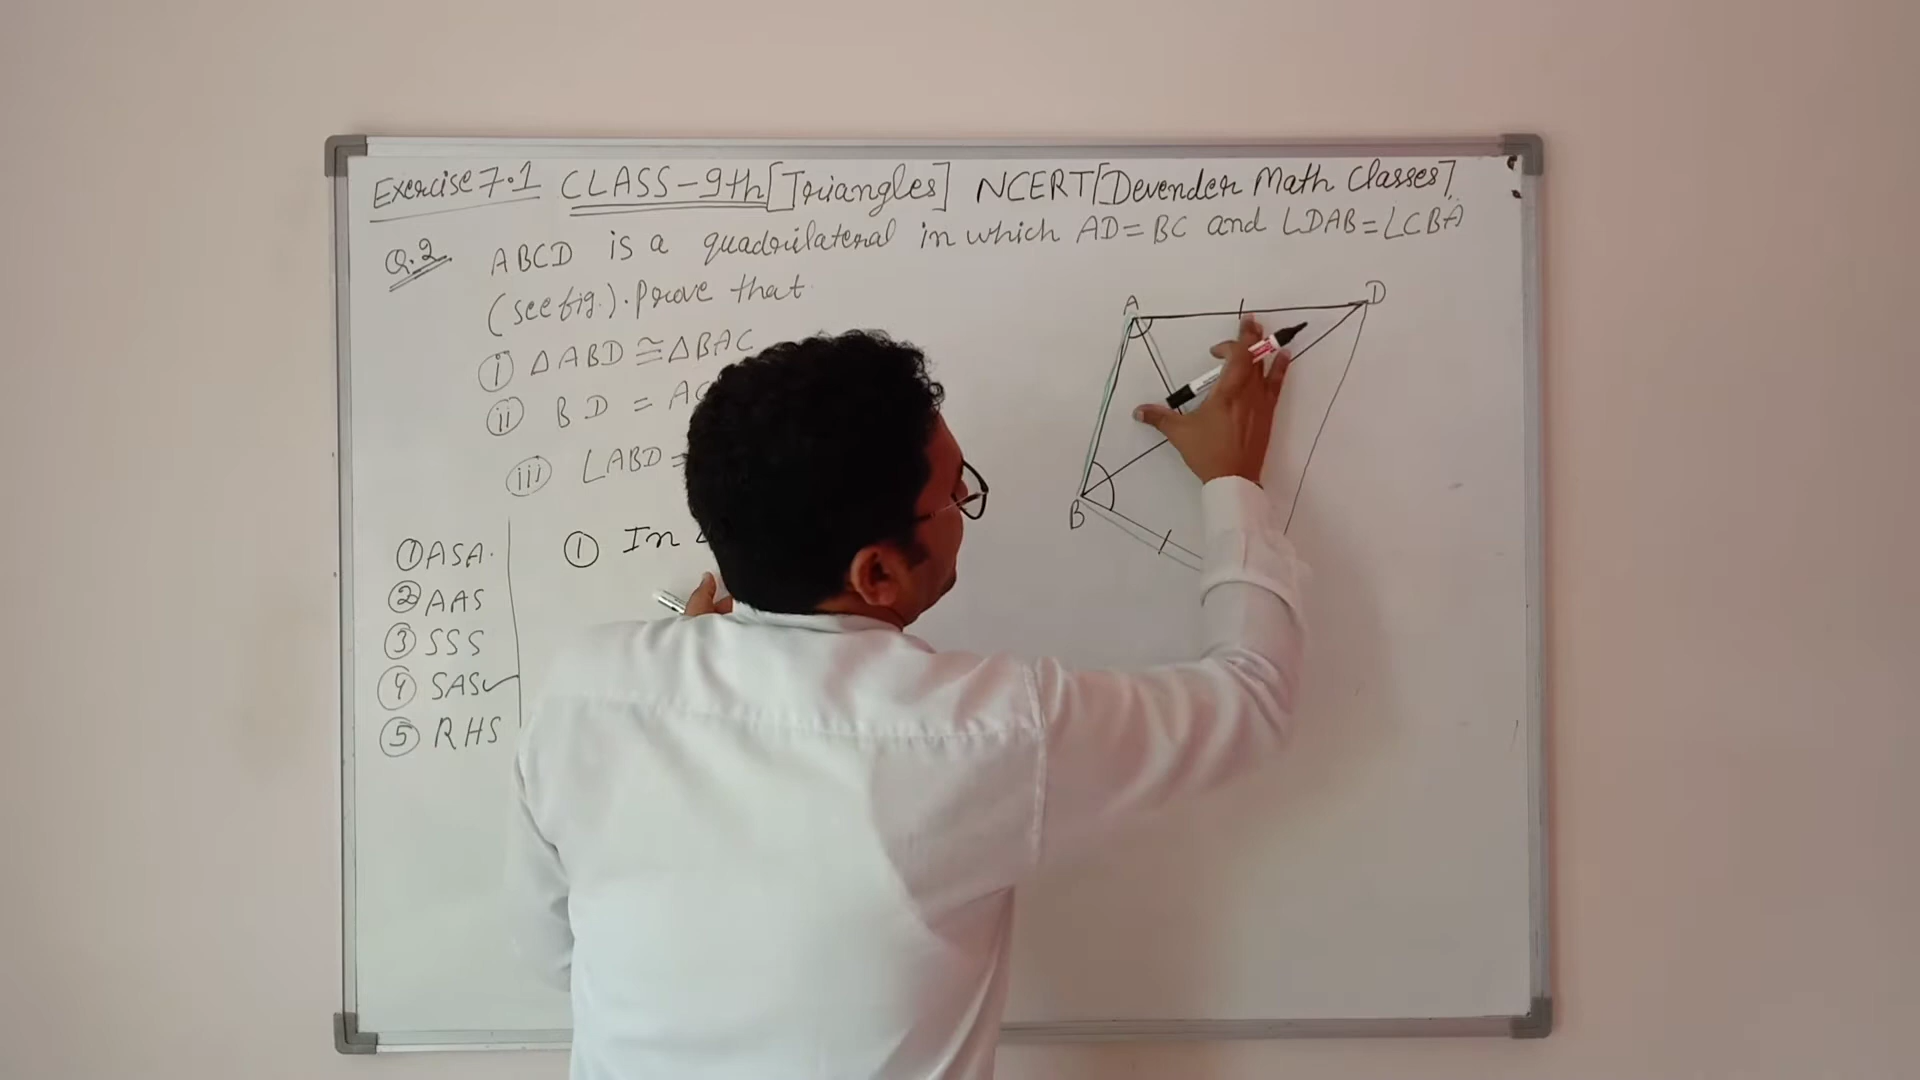 Exercise 7.1 CLASS-9th [Triangles] NCERT [Devender Math Classes]
Q.2 ABCD is a quadrilateral in which AD = BC and ∠DAB = ∠CBA
(see fig.). Prove that
(i) △ABD ≅ △BAC
(ii) BD = AC
(iii) ∠ABD =
① In
① ASA.
② AAS
③ SSS
④ SAS✓
⑤ RHS
A
D
B